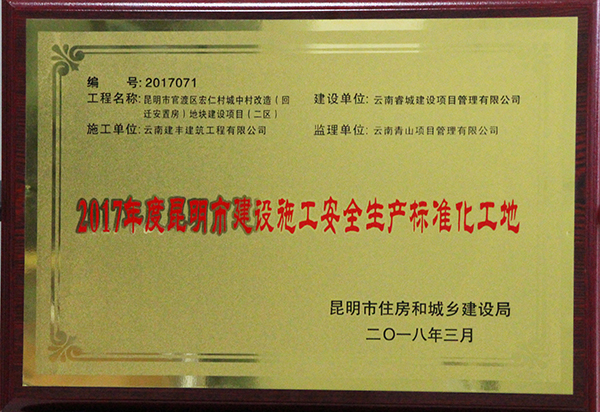 编　号:2017071
工程名称:昆明市官渡区宏仁村城中村改造（回
迁安置房）地块建设项目（二区）
建设单位:云南睿城建设项目管理有限公司
施工单位:云南建丰建筑工程有限公司
监理单位:云南青山项目管理有限公司
2017年度昆明市建设施工安全生产标准化工地
昆明市住房和城乡建设局
二〇一八年三月